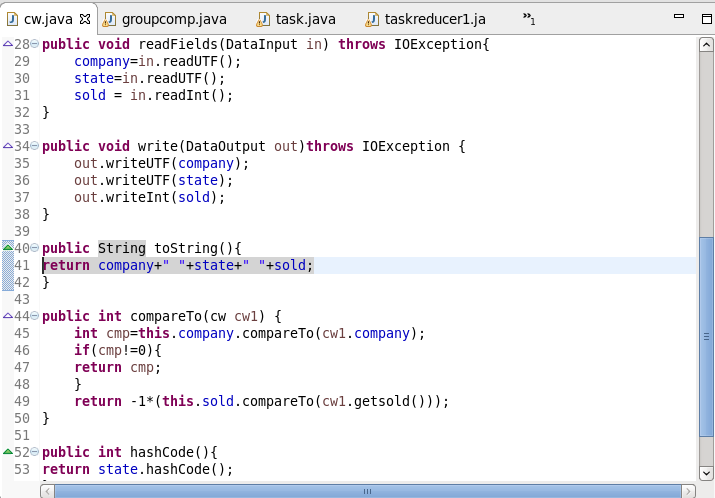 cw.java groupcomp.java task.java taskreducer1.ja »1
28 public void readFields(DataInput in) throws IOException{
29 company=in.readUTF();
30 state=in.readUTF();
31 sold = in.readInt();
32 }
33
34 public void write(DataOutput out)throws IOException {
35 out.writeUTF(company);
36 out.writeUTF(state);
37 out.writeInt(sold);
38 }
39
40 public String toString(){
41 return company+" "+state+" "+sold;
42 }
43
44 public int compareTo(cw cw1) {
45 int cmp=this.company.compareTo(cw1.company);
46 if(cmp!=0){
47 return cmp;
48 }
49 return -1*(this.sold.compareTo(cw1.getsold()));
50 }
51
52 public int hashCode(){
53 return state.hashCode();